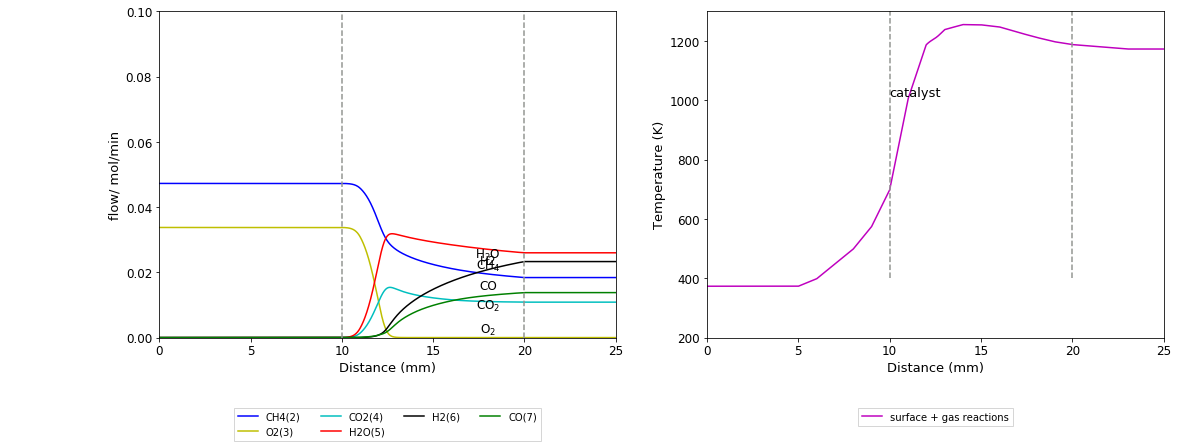 0.10
0.08
0.06
0.04
0.02
0.00
flow/ mol/min
H₂O
H2
CH₄
CO
CO₂
O₂
0 5 10 15 20 25
Distance (mm)
CH4(2) CO2(4) H2(6) CO(7)
O2(3) H2O(5)
1200
1000
800
600
400
200
Temperature (K)
catalyst
0 5 10 15 20 25
Distance (mm)
surface + gas reactions